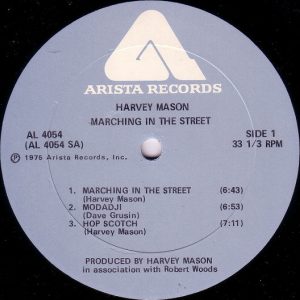 ARISTA RECORDS
HARVEY MASON
MARCHING IN THE STREET
AL 4054
(AL 4054 SA)
SIDE 1
33 1/3 RPM
Ⓟ 1975 Arista Records, Inc.
1. MARCHING IN THE STREET (6:43)
(Harvey Mason)
2. MODADJI (6:53)
(Dave Grusin)
3. HOP SCOTCH (7:11)
(Harvey Mason)
PRODUCED BY HARVEY MASON
in association with Robert Woods